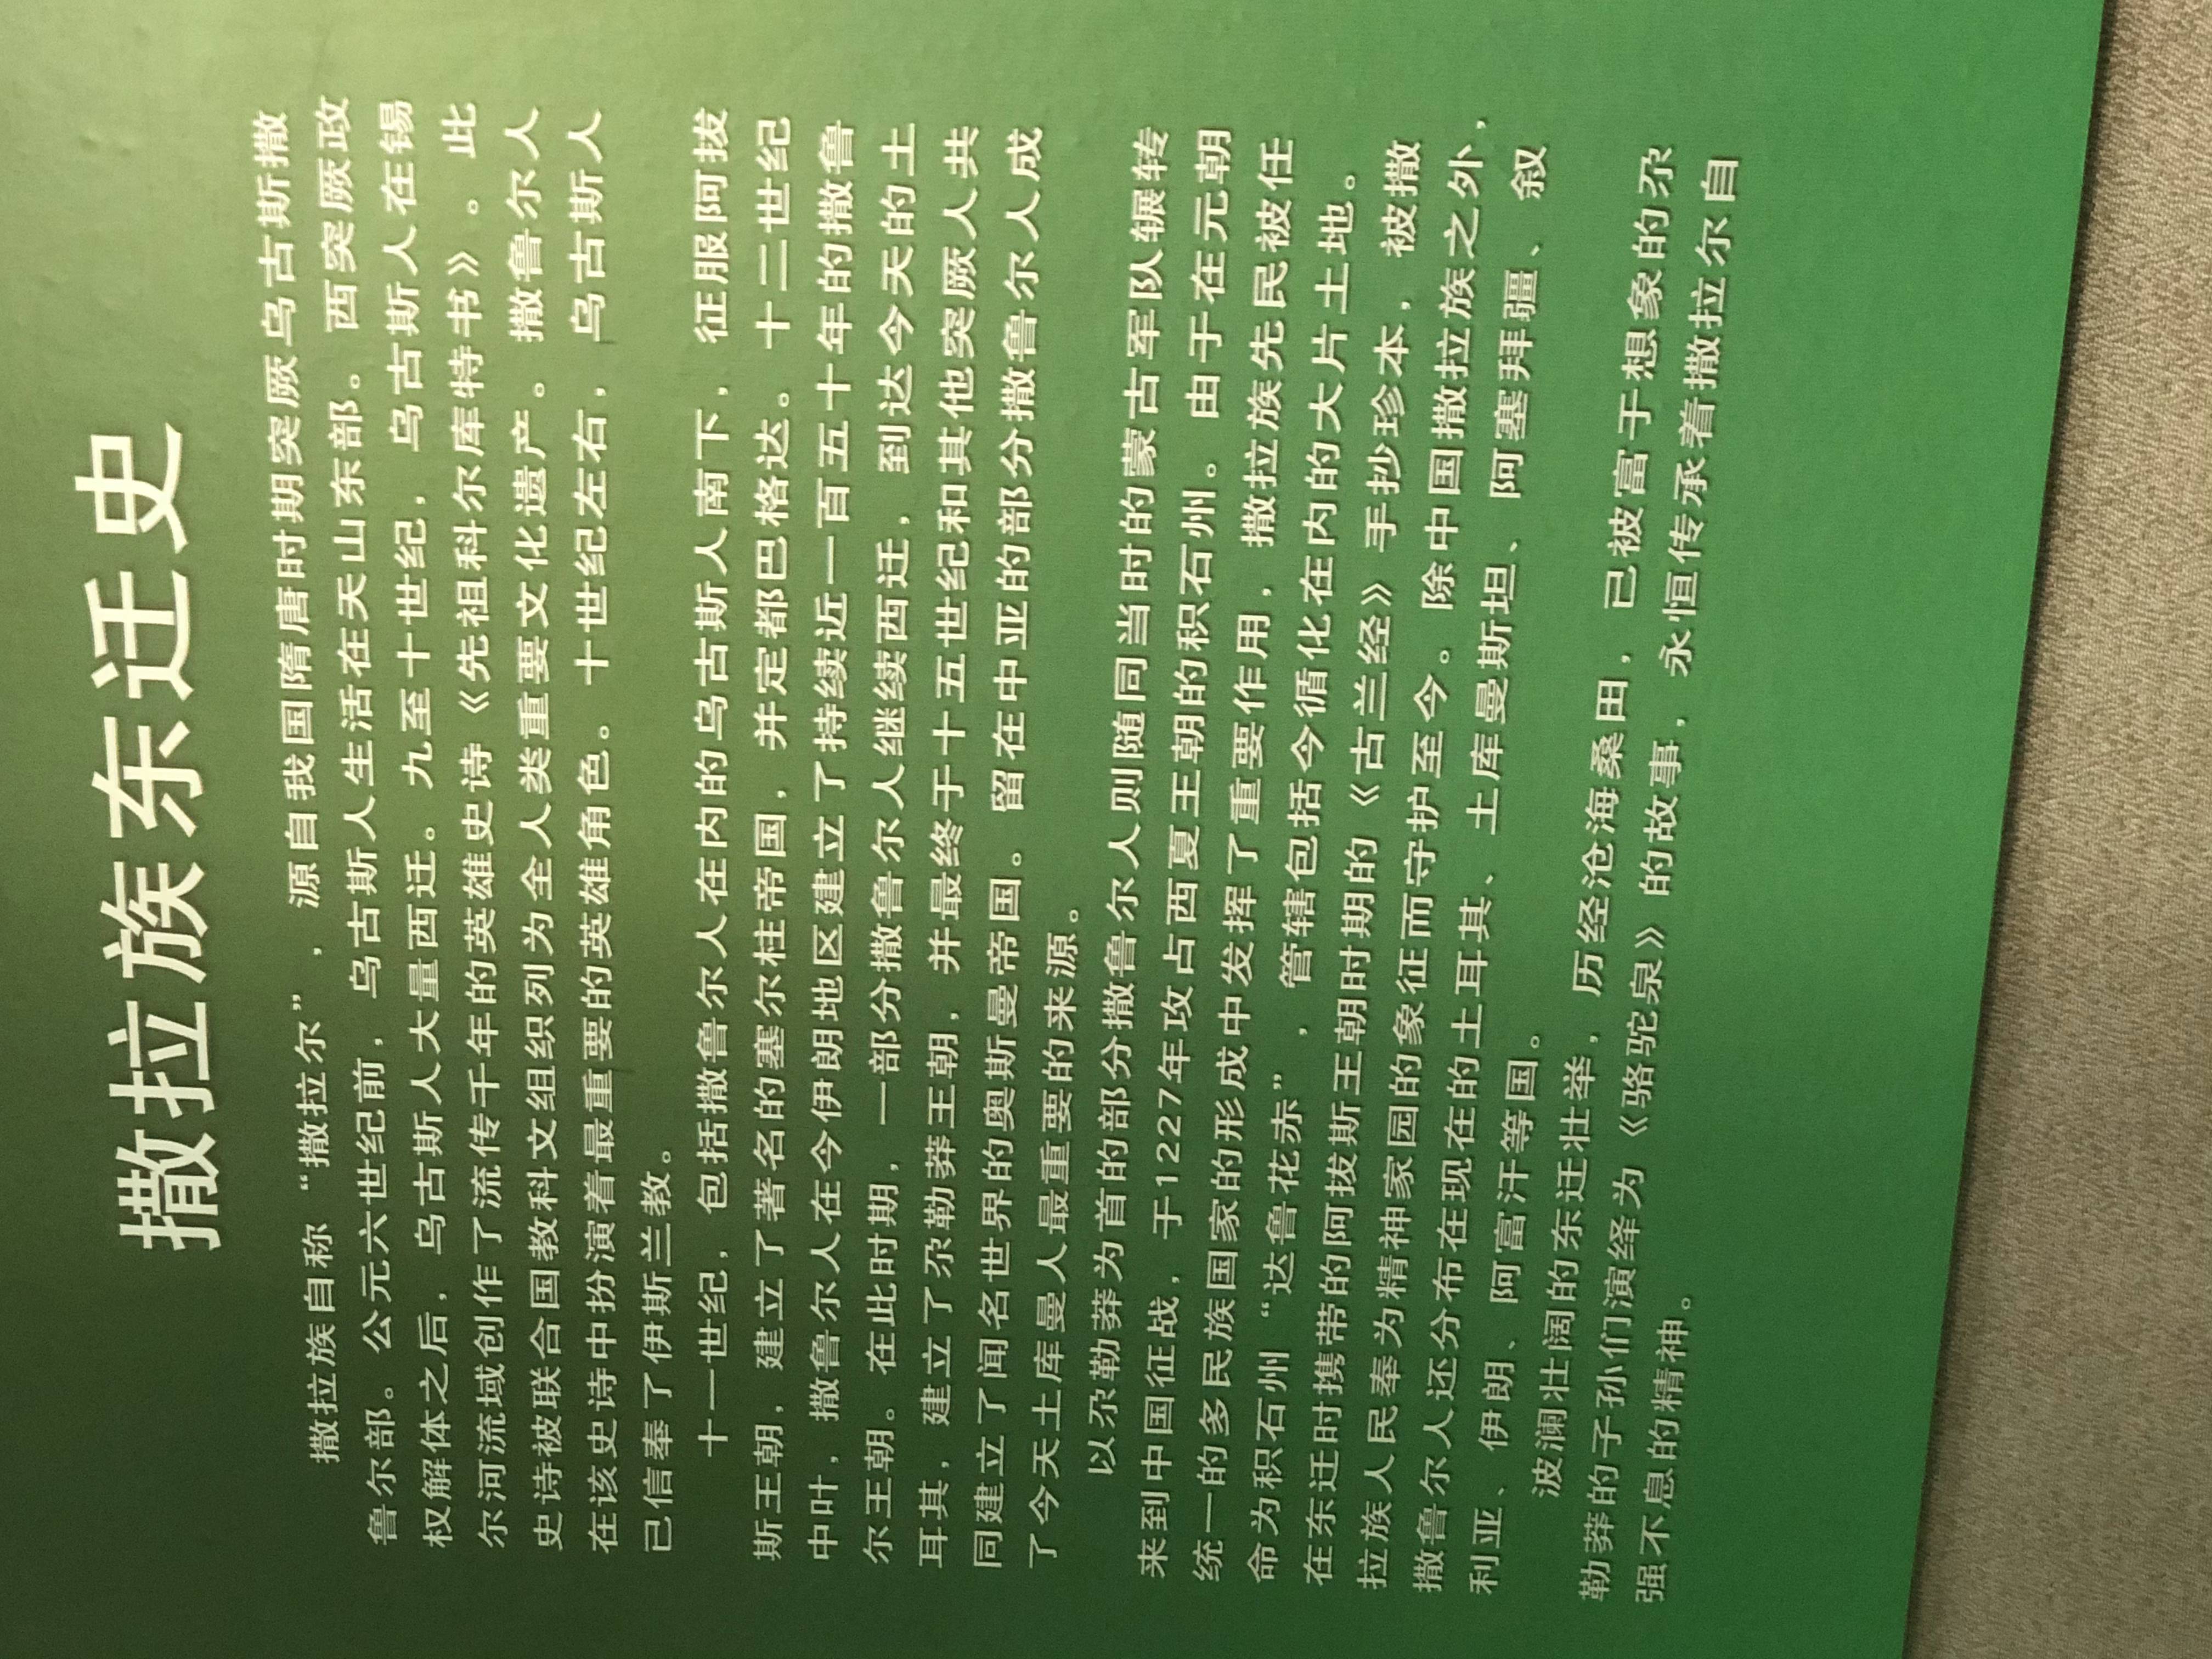 撒拉族东迁史
撒拉族自称“撒拉尔”，源自我国隋唐时期突厥乌古斯撒
鲁尔部。公元六世纪前，乌古斯人生活在天山东部。西突厥政
权解体之后，乌古斯人大量西迁。九至十世纪，乌古斯人在锡
尔河流域创作了流传千年的英雄史诗《先祖科尔库特书》。此
史诗被联合国教科文组织列为全人类重要文化遗产。撒鲁尔人
在该史诗中扮演着最重要的英雄角色。十世纪左右，乌古斯人
已信奉了伊斯兰教。
十一世纪，包括撒鲁尔人在内的乌古斯人南下，征服阿拔
斯王朝，建立了著名的塞尔柱帝国，并定都巴格达。十二世纪
中叶，撒鲁尔人在今伊朗地区建立了持续近一百五十年的撒鲁
尔王朝。在此时期，一部分撒鲁尔人继续西迁，到达今天的土
耳其，建立了尕勒莽王朝，并最终于十五世纪和其他突厥人共
同建立了闻名世界的奥斯曼帝国。留在中亚的部分撒鲁尔人成
了今天土库曼人最重要的来源。
以尕勒莽为首的部分撒鲁尔人则随同当时的蒙古军队辗转
来到中国征战，于1227年攻占西夏王朝的积石州。由于在元朝
统一的多民族国家的形成中发挥了重要作用，撒拉族先民被任
命为积石州“达鲁花赤”，管辖包括今循化在内的大片土地。
在东迁时携带的阿拔斯王朝时期的《古兰经》手抄珍本，被撒
拉族人民奉为精神家园的象征而守护至今。除中国撒拉族之外，
撒鲁尔人还分布在现在的土耳其、土库曼斯坦、阿塞拜疆、叙
利亚、伊朗、阿富汗等国。
波澜壮阔的东迁壮举，历经沧海桑田，已被富于想象的尕
勒莽的子孙们演绎为《骆驼泉》的故事，永恒传承着撒拉尔自
强不息的精神。